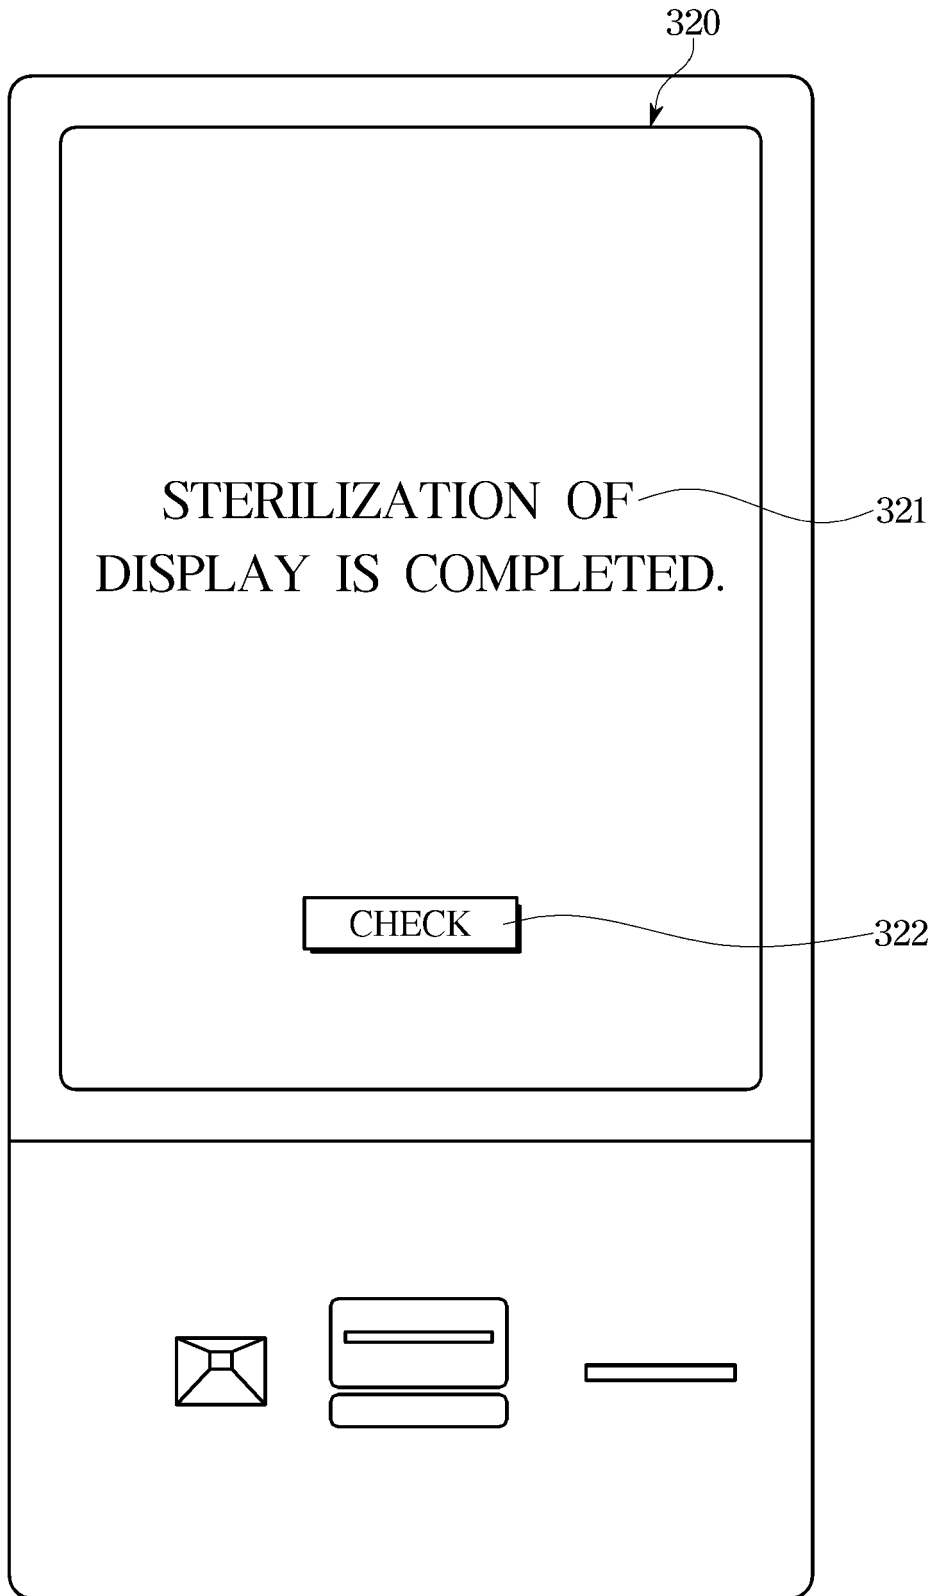 320
STERILIZATION OF
321
DISPLAY IS COMPLETED.
CHECK
322